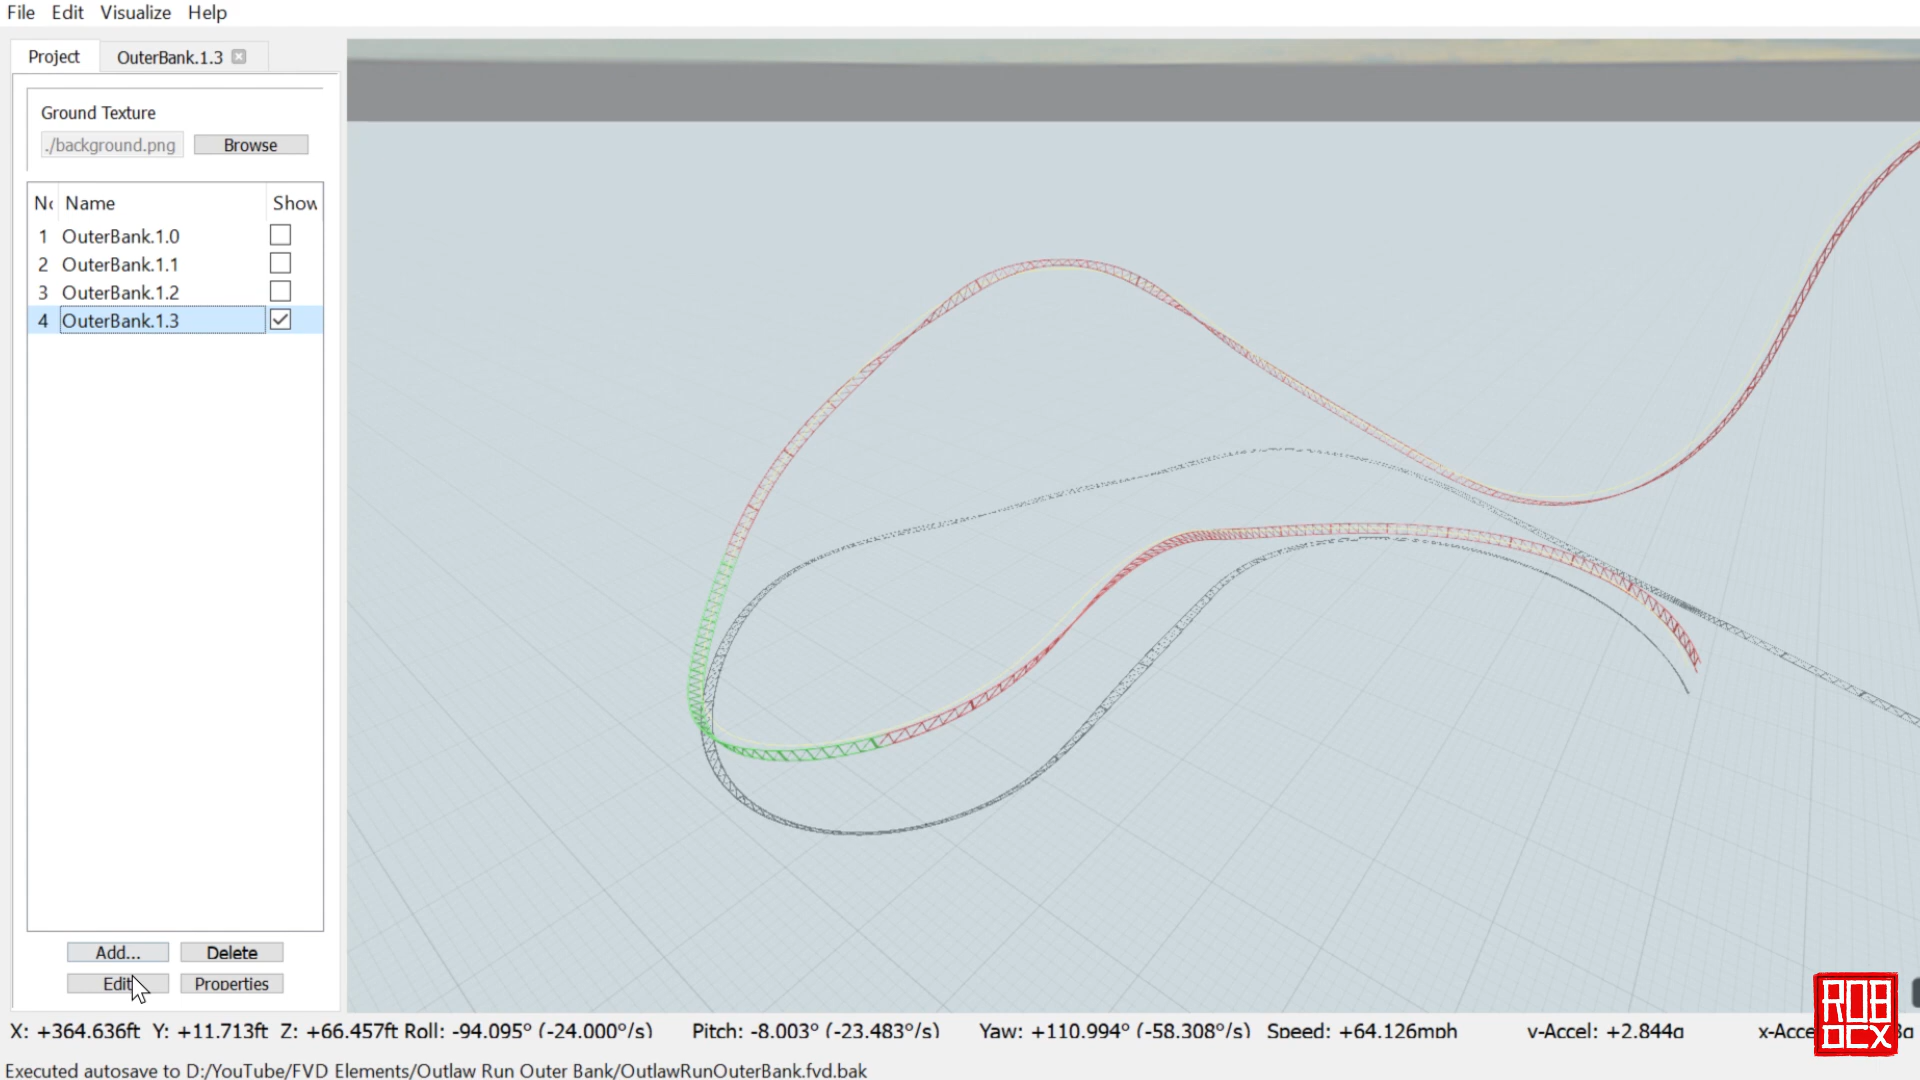 File Edit Visualize Help
Project OuterBank.1.3
Ground Texture
./background.png Browse
Name Show
1 OuterBank.1.0
2 OuterBank.1.1
3 OuterBank.1.2
4 OuterBank.1.3
Add... Delete
Edit Properties
X: +364.636ft Y: +11.713ft Z: +66.457ft Roll: -94.095° (-24.000°/s) Pitch: -8.003° (-23.483°/s) Yaw: +110.994° (-58.308°/s) Speed: +64.126mph v-Accel: +2.844g
ROB
DCX
Executed autosave to D:/YouTube/FVD Elements/Outlaw Run Outer Bank/OutlawRunOuterBank.fvd.bak